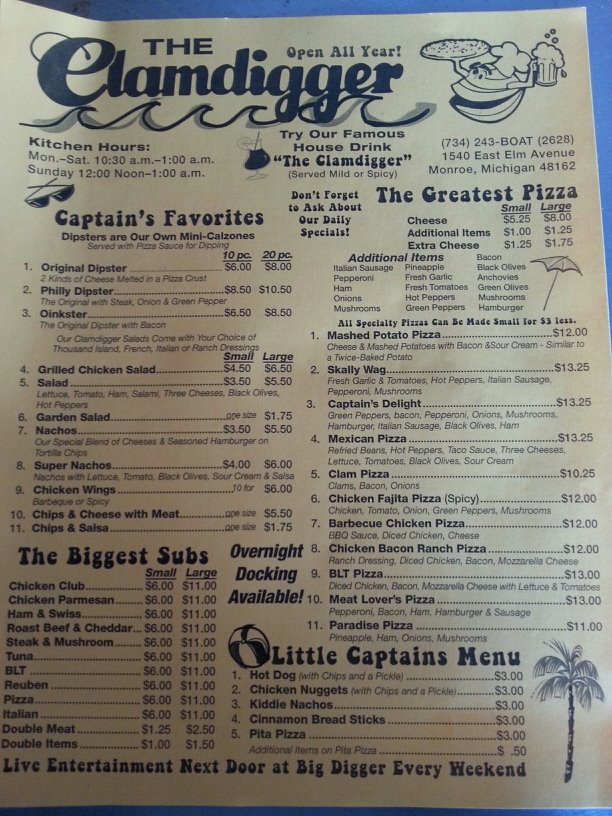 THE
Clamdigger
Open All Year!
Kitchen Hours:
Mon.–Sat. 10:30 a.m.–1:00 a.m.
Sunday 12:00 Noon–1:00 a.m.
Try Our Famous
House Drink
"The Clamdigger"
(Served Mild or Spicy)
(734) 243-BOAT (2628)
1540 East Elm Avenue
Monroe, Michigan 48162
Captain's Favorites
Dipsters are Our Own Mini-Calzones
Served with Pizza Sauce for Dipping
10 pc. 20 pc.
1. Original Dipster $6.00 $8.00
2 Kinds of Cheese Melted in a Pizza Crust
2. Philly Dipster $8.50 $10.50
The Original with Steak, Onion & Green Pepper
3. Oinkster $6.50 $8.50
The Original Dipster with Bacon
Our Clamdigger Salads Come with Your Choice of
Thousand Island, French, Italian or Ranch Dressings
Small Large
4. Grilled Chicken Salad $4.50 $6.50
5. Salad $3.50 $5.50
Lettuce, Tomato, Ham, Salami, Three Cheeses, Black Olives,
Hot Peppers
6. Garden Salad one size $1.75
7. Nachos $3.50 $5.50
Our Special Blend of Cheeses & Seasoned Hamburger on
Tortilla Chips
8. Super Nachos $4.00 $6.00
Nachos with Lettuce, Tomato, Black Olives, Sour Cream & Salsa
9. Chicken Wings 10 for $6.00
Barbeque or Spicy
10. Chips & Cheese with Meat one size $5.50
11. Chips & Salsa one size $1.75
Don't Forget
to Ask About
Our Daily
Specials!
The Greatest Pizza
Small Large
Cheese $5.25 $8.00
Additional Items $1.00 $1.25
Extra Cheese $1.25 $1.75
Additional Items
Italian Sausage Pineapple Bacon
Pepperoni Fresh Garlic Black Olives
Ham Fresh Tomatoes Anchovies
Onions Hot Peppers Green Olives
Mushrooms Green Peppers Mushrooms
Hamburger
All Specialty Pizzas Can Be Made Small for $3 less.
1. Mashed Potato Pizza $12.00
Cheese & Mashed Potatoes with Bacon &Sour Cream - Similar to
a Twice-Baked Potato
2. Skally Wag $13.25
Fresh Garlic & Tomatoes, Hot Peppers, Italian Sausage,
Pepperoni, Mushrooms
3. Captain's Delight $13.25
Green Peppers, bacon, Pepperoni, Onions, Mushrooms,
Hamburger, Italian Sausage, Black Olives, Ham
4. Mexican Pizza $13.25
Refried Beans, Hot Peppers, Taco Sauce, Three Cheeses,
Lettuce, Tomatoes, Black Olives, Sour Cream
5. Clam Pizza $10.25
Clams, Bacon, Onions
6. Chicken Fajita Pizza (Spicy) $12.00
Chicken, Tomato, Onion, Green Peppers, Mushrooms
7. Barbecue Chicken Pizza $12.00
BBQ Sauce, Diced Chicken, Cheese
8. Chicken Bacon Ranch Pizza $12.00
Ranch Dressing, Diced Chicken, Bacon, Mozzarella Cheese
9. BLT Pizza $13.00
Diced Chicken, Bacon, Mozzarella Cheese with Lettuce & Tomatoes
10. Meat Lover's Pizza $13.00
Pepperoni, Bacon, Ham, Hamburger & Sausage
11. Paradise Pizza $11.00
Pineapple, Ham, Onions, Mushrooms
The Biggest Subs
Small Large
Chicken Club $6.00 $11.00
Chicken Parmesan $6.00 $11.00
Ham & Swiss $6.00 $11.00
Roast Beef & Cheddar $6.00 $11.00
Steak & Mushroom $6.00 $11.00
Tuna $6.00 $11.00
BLT $6.00 $11.00
Reuben $6.00 $11.00
Pizza $6.00 $11.00
Italian $6.00 $11.00
Double Meat $1.25 $2.50
Double Items $1.00 $1.50
Overnight
Docking
Available!
Little Captains Menu
1. Hot Dog (with Chips and a Pickle) $3.00
2. Chicken Nuggets (with Chips and a Pickle) $3.00
3. Kiddie Nachos $3.00
4. Cinnamon Bread Sticks $3.00
5. Pita Pizza $3.00
Additional Items on Pita Pizza $ .50
Live Entertainment Next Door at Big Digger Every Weekend